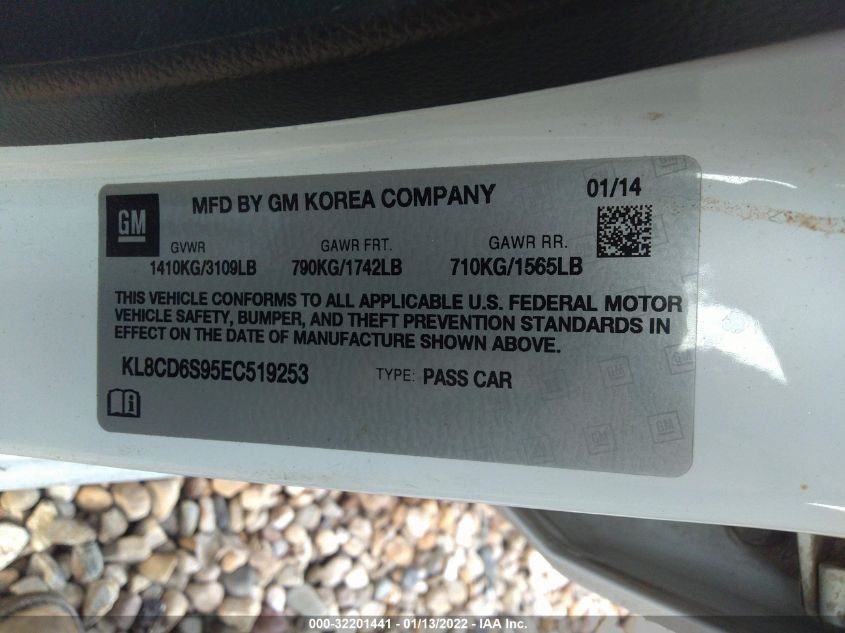 GM
MFD BY GM KOREA COMPANY
01/14
GVWR GAWR FRT. GAWR RR.
1410KG/3109LB 790KG/1742LB 710KG/1565LB
THIS VEHICLE CONFORMS TO ALL APPLICABLE U.S. FEDERAL MOTOR
VEHICLE SAFETY, BUMPER, AND THEFT PREVENTION STANDARDS IN
EFFECT ON THE DATE OF MANUFACTURE SHOWN ABOVE.
KL8CD6S95EC519253 TYPE: PASS CAR
000-32201441 - 01/13/2022 - IAA Inc.